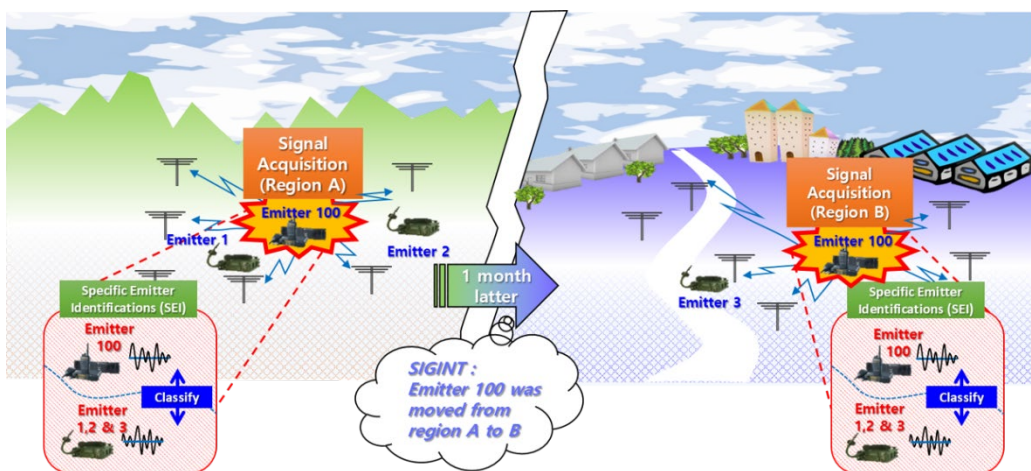 Signal
Acquisition
(Region A)
Emitter 100
Emitter 1
Emitter 2
Specific Emitter
Identifications (SEI)
Emitter
100
Classify
Emitter
1,2 & 3
1 month
latter
SIGINT :
Emitter 100 was
moved from
region A to B
Signal
Acquisition
(Region B)
Emitter 100
Emitter 3
Specific Emitter
Identifications (SEI)
Emitter
100
Classify
Emitter
1,2 & 3